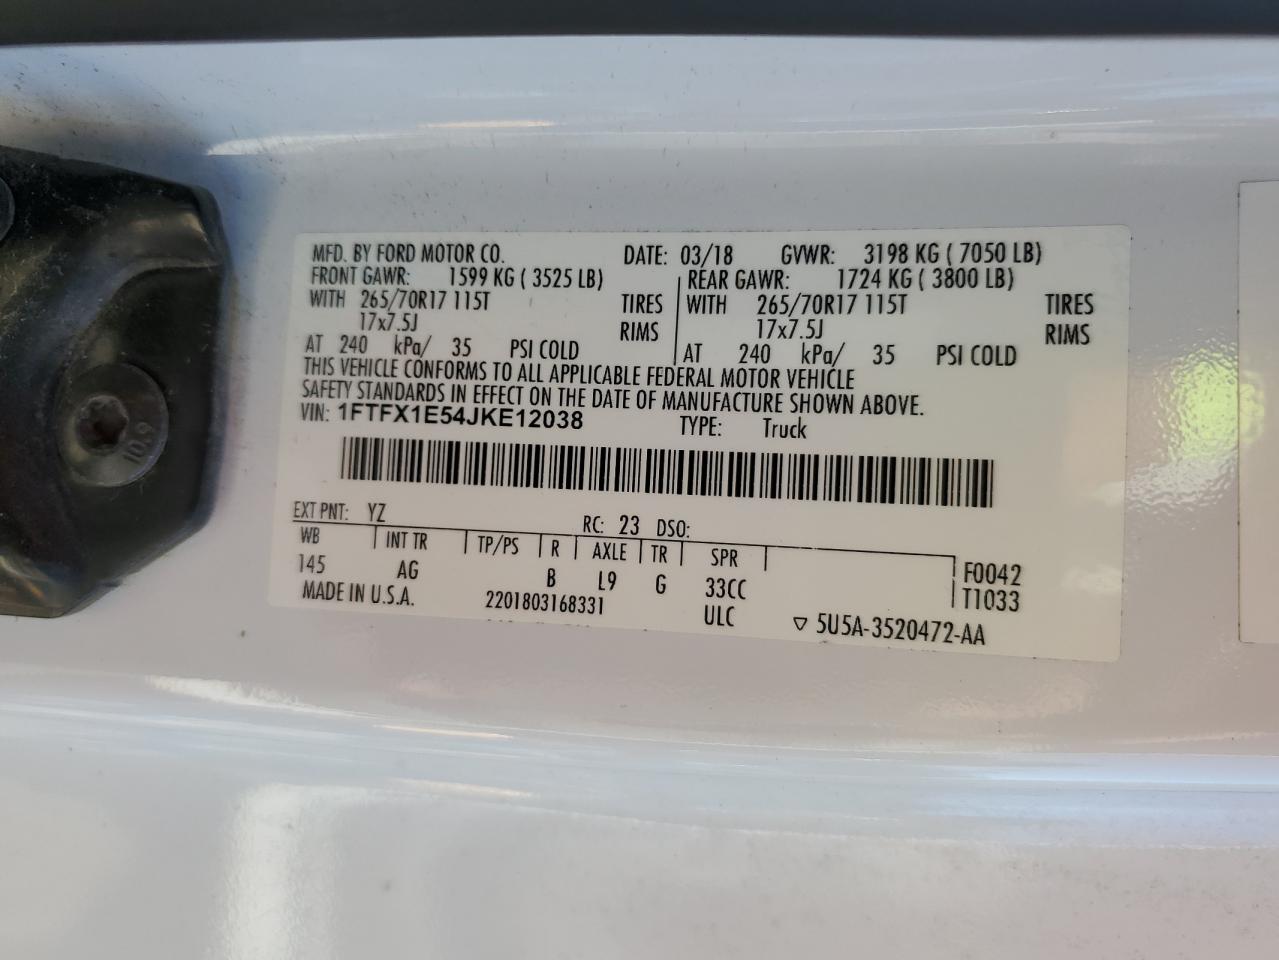 MFD. BY FORD MOTOR CO. DATE: 03/18 GVWR: 3198 KG ( 7050 LB)
FRONT GAWR: 1599 KG ( 3525 LB) REAR GAWR: 1724 KG ( 3800 LB)
WITH 265/70R17 115T TIRES WITH 265/70R17 115T TIRES
17x7.5J RIMS 17x7.5J RIMS
AT 240 kPa/ 35 PSI COLD AT 240 kPa/ 35 PSI COLD
THIS VEHICLE CONFORMS TO ALL APPLICABLE FEDERAL MOTOR VEHICLE
SAFETY STANDARDS IN EFFECT ON THE DATE OF MANUFACTURE SHOWN ABOVE.
VIN: 1FTFX1E54JKE12038 TYPE: Truck
EXT PNT: YZ RC: 23 DSO:
WB INT TR TP/PS R AXLE TR SPR F0042
145 AG B L9 G 33CC T1033
MADE IN U.S.A. 2201803168331 ULC ▽ 5U5A-3520472-AA
10.9